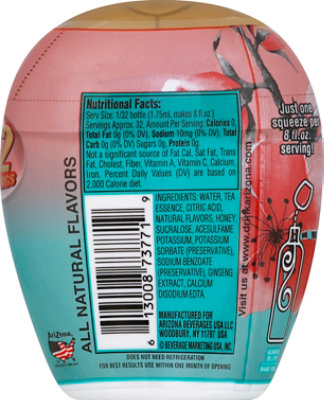 Nutritional Facts:
Serv Size: 1/32 bottle (1.75mL makes 8 fl oz.)
Servings Approx. 32, Amount Per Serving: Calories 0,
Total Fat 0g (0% DV), Sodium 10mg (0% DV), Total
Carb 0g (0% DV) Sugars 0g, Protein 0g.
Not a significant source of Fat Cal, Sat Fat, Trans
Fat, Cholest, Fiber, Vitamin A, Vitamin C, Calcium,
Iron. Percent Daily Values (DV) are based on
2,000 Calorie diet.
INGREDIENTS: WATER, TEA
ESSENCE, CITRIC ACID,
NATURAL FLAVORS, HONEY,
SUCRALOSE, ACESULFAME
POTASSIUM, POTASSIUM
SORBATE (PRESERVATIVE),
SODIUM BENZOATE
(PRESERVATIVE), GINSENG
EXTRACT, CALCIUM
DISODIUM EDTA.
MANUFACTURED FOR
ARIZONA BEVERAGES USA LLC
WOODBURY, NY 11797 USA
© BEVERAGE MARKETING USA, INC.
DOES NOT NEED REFRIGERATION
FOR BEST RESULTS USE WITHIN ONE MONTH OF OPENING
ALL NATURAL FLAVORS
6 13008 73771 9
Visit us at www.drinkarizona.com
Just one
squeeze per
8 fl. oz.
serving!
AriZona